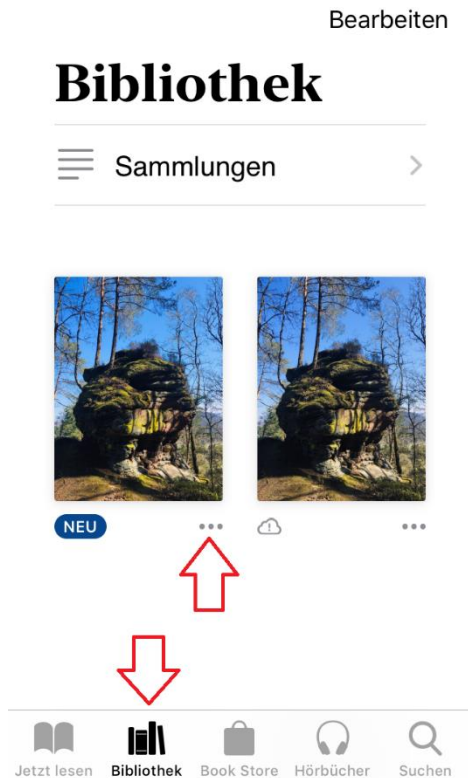 Bearbeiten
Bibliothek
Sammlungen
NEU
Jetzt lesen Bibliothek Book Store Hörbücher Suchen